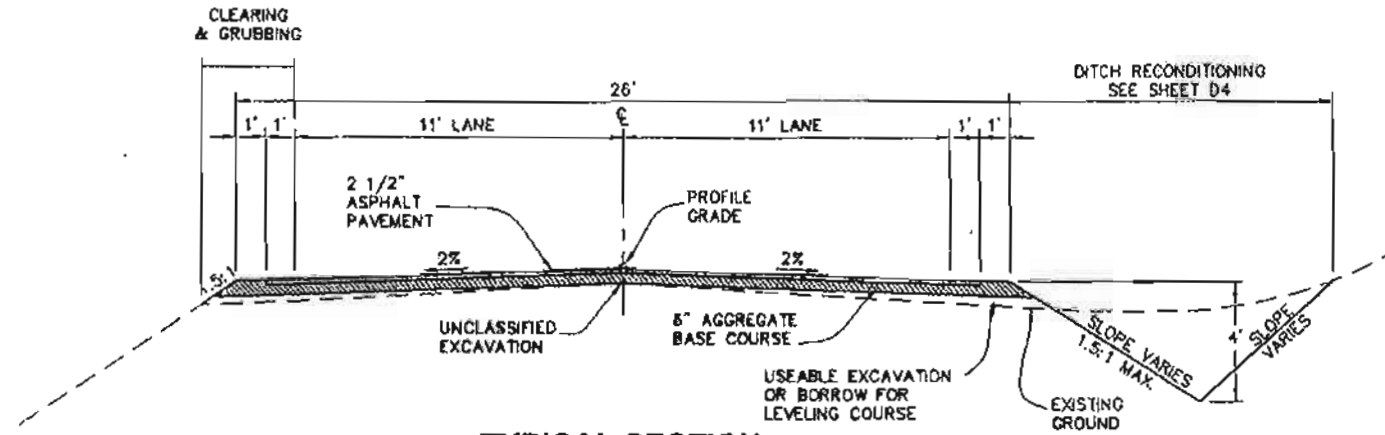 CLEARING
& GRUBBING
DITCH RECONDITIONING
SEE SHEET D4
26'
℄
1' 1' 11' LANE 11' LANE 1' 1'
2 1/2"
ASPHALT
PAVEMENT
PROFILE
GRADE
2% 2%
UNCLASSIFIED
EXCAVATION
6" AGGREGATE
BASE COURSE
SLOPE VARIES
1.5:1 MAX.
4'
SLOPE
VARIES
USEABLE EXCAVATION
OR BORROW FOR
LEVELING COURSE
EXISTING
GROUND